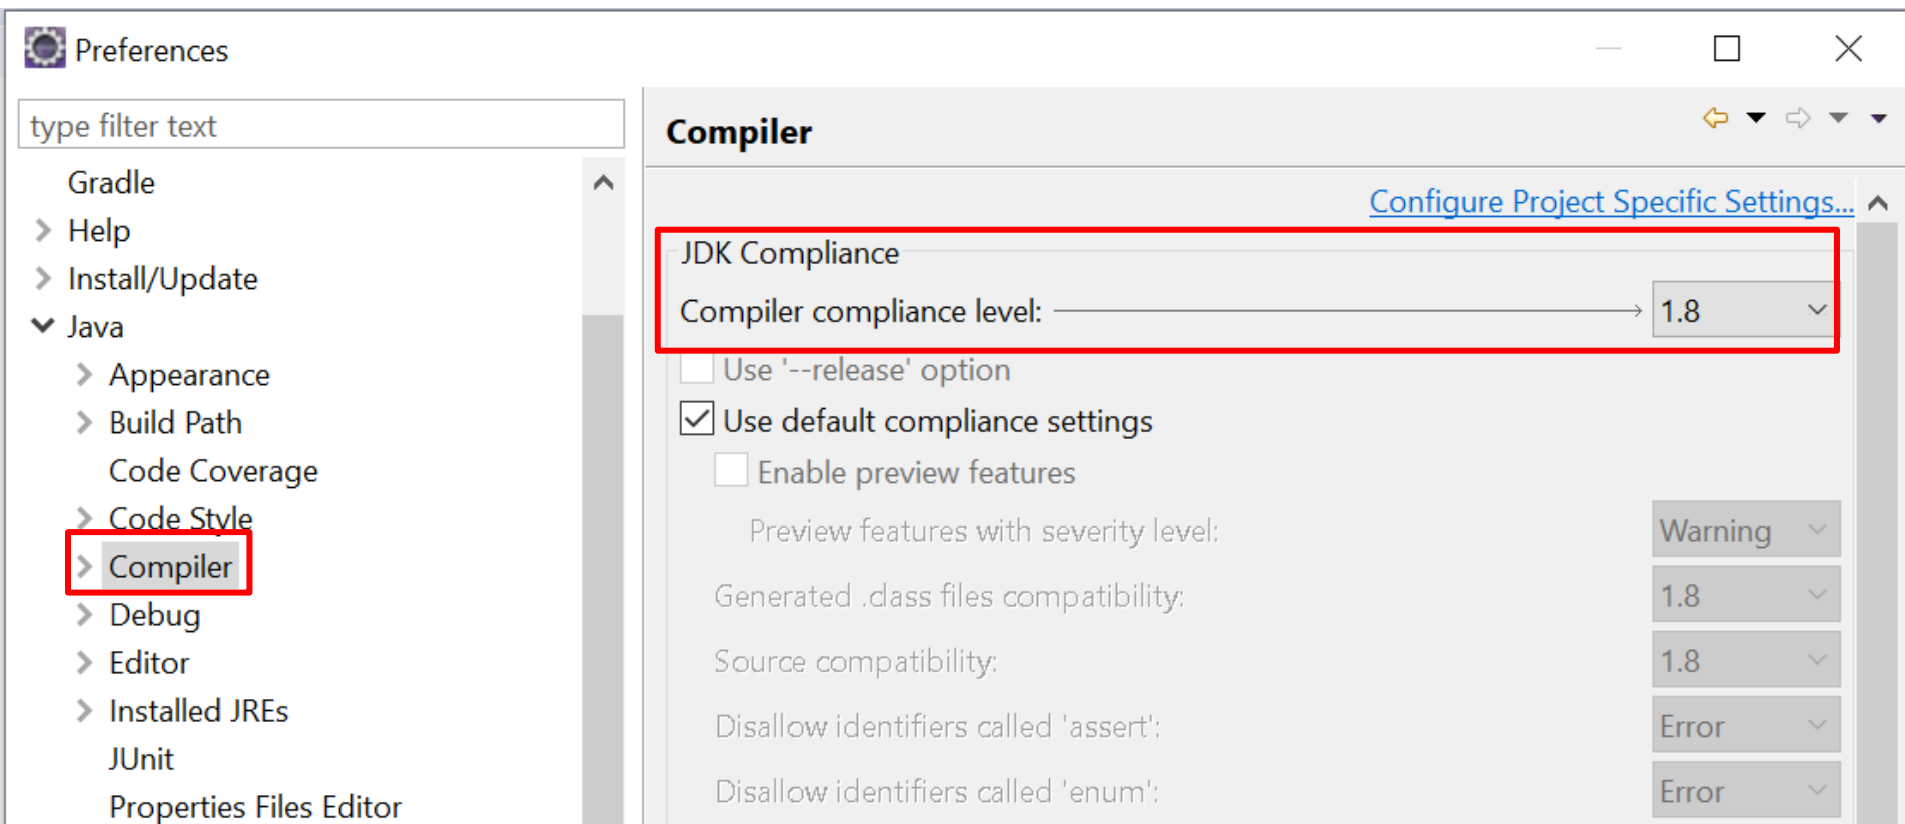 Preferences
type filter text
Gradle
Help
Install/Update
Java
Appearance
Build Path
Code Coverage
Code Style
Compiler
Debug
Editor
Installed JREs
JUnit
Properties Files Editor
Compiler
Configure Project Specific Settings...
JDK Compliance
Compiler compliance level: 1.8
Use '--release' option
Use default compliance settings
Enable preview features
Preview features with severity level: Warning
Generated .class files compatibility: 1.8
Source compatibility: 1.8
Disallow identifiers called 'assert': Error
Disallow identifiers called 'enum': Error